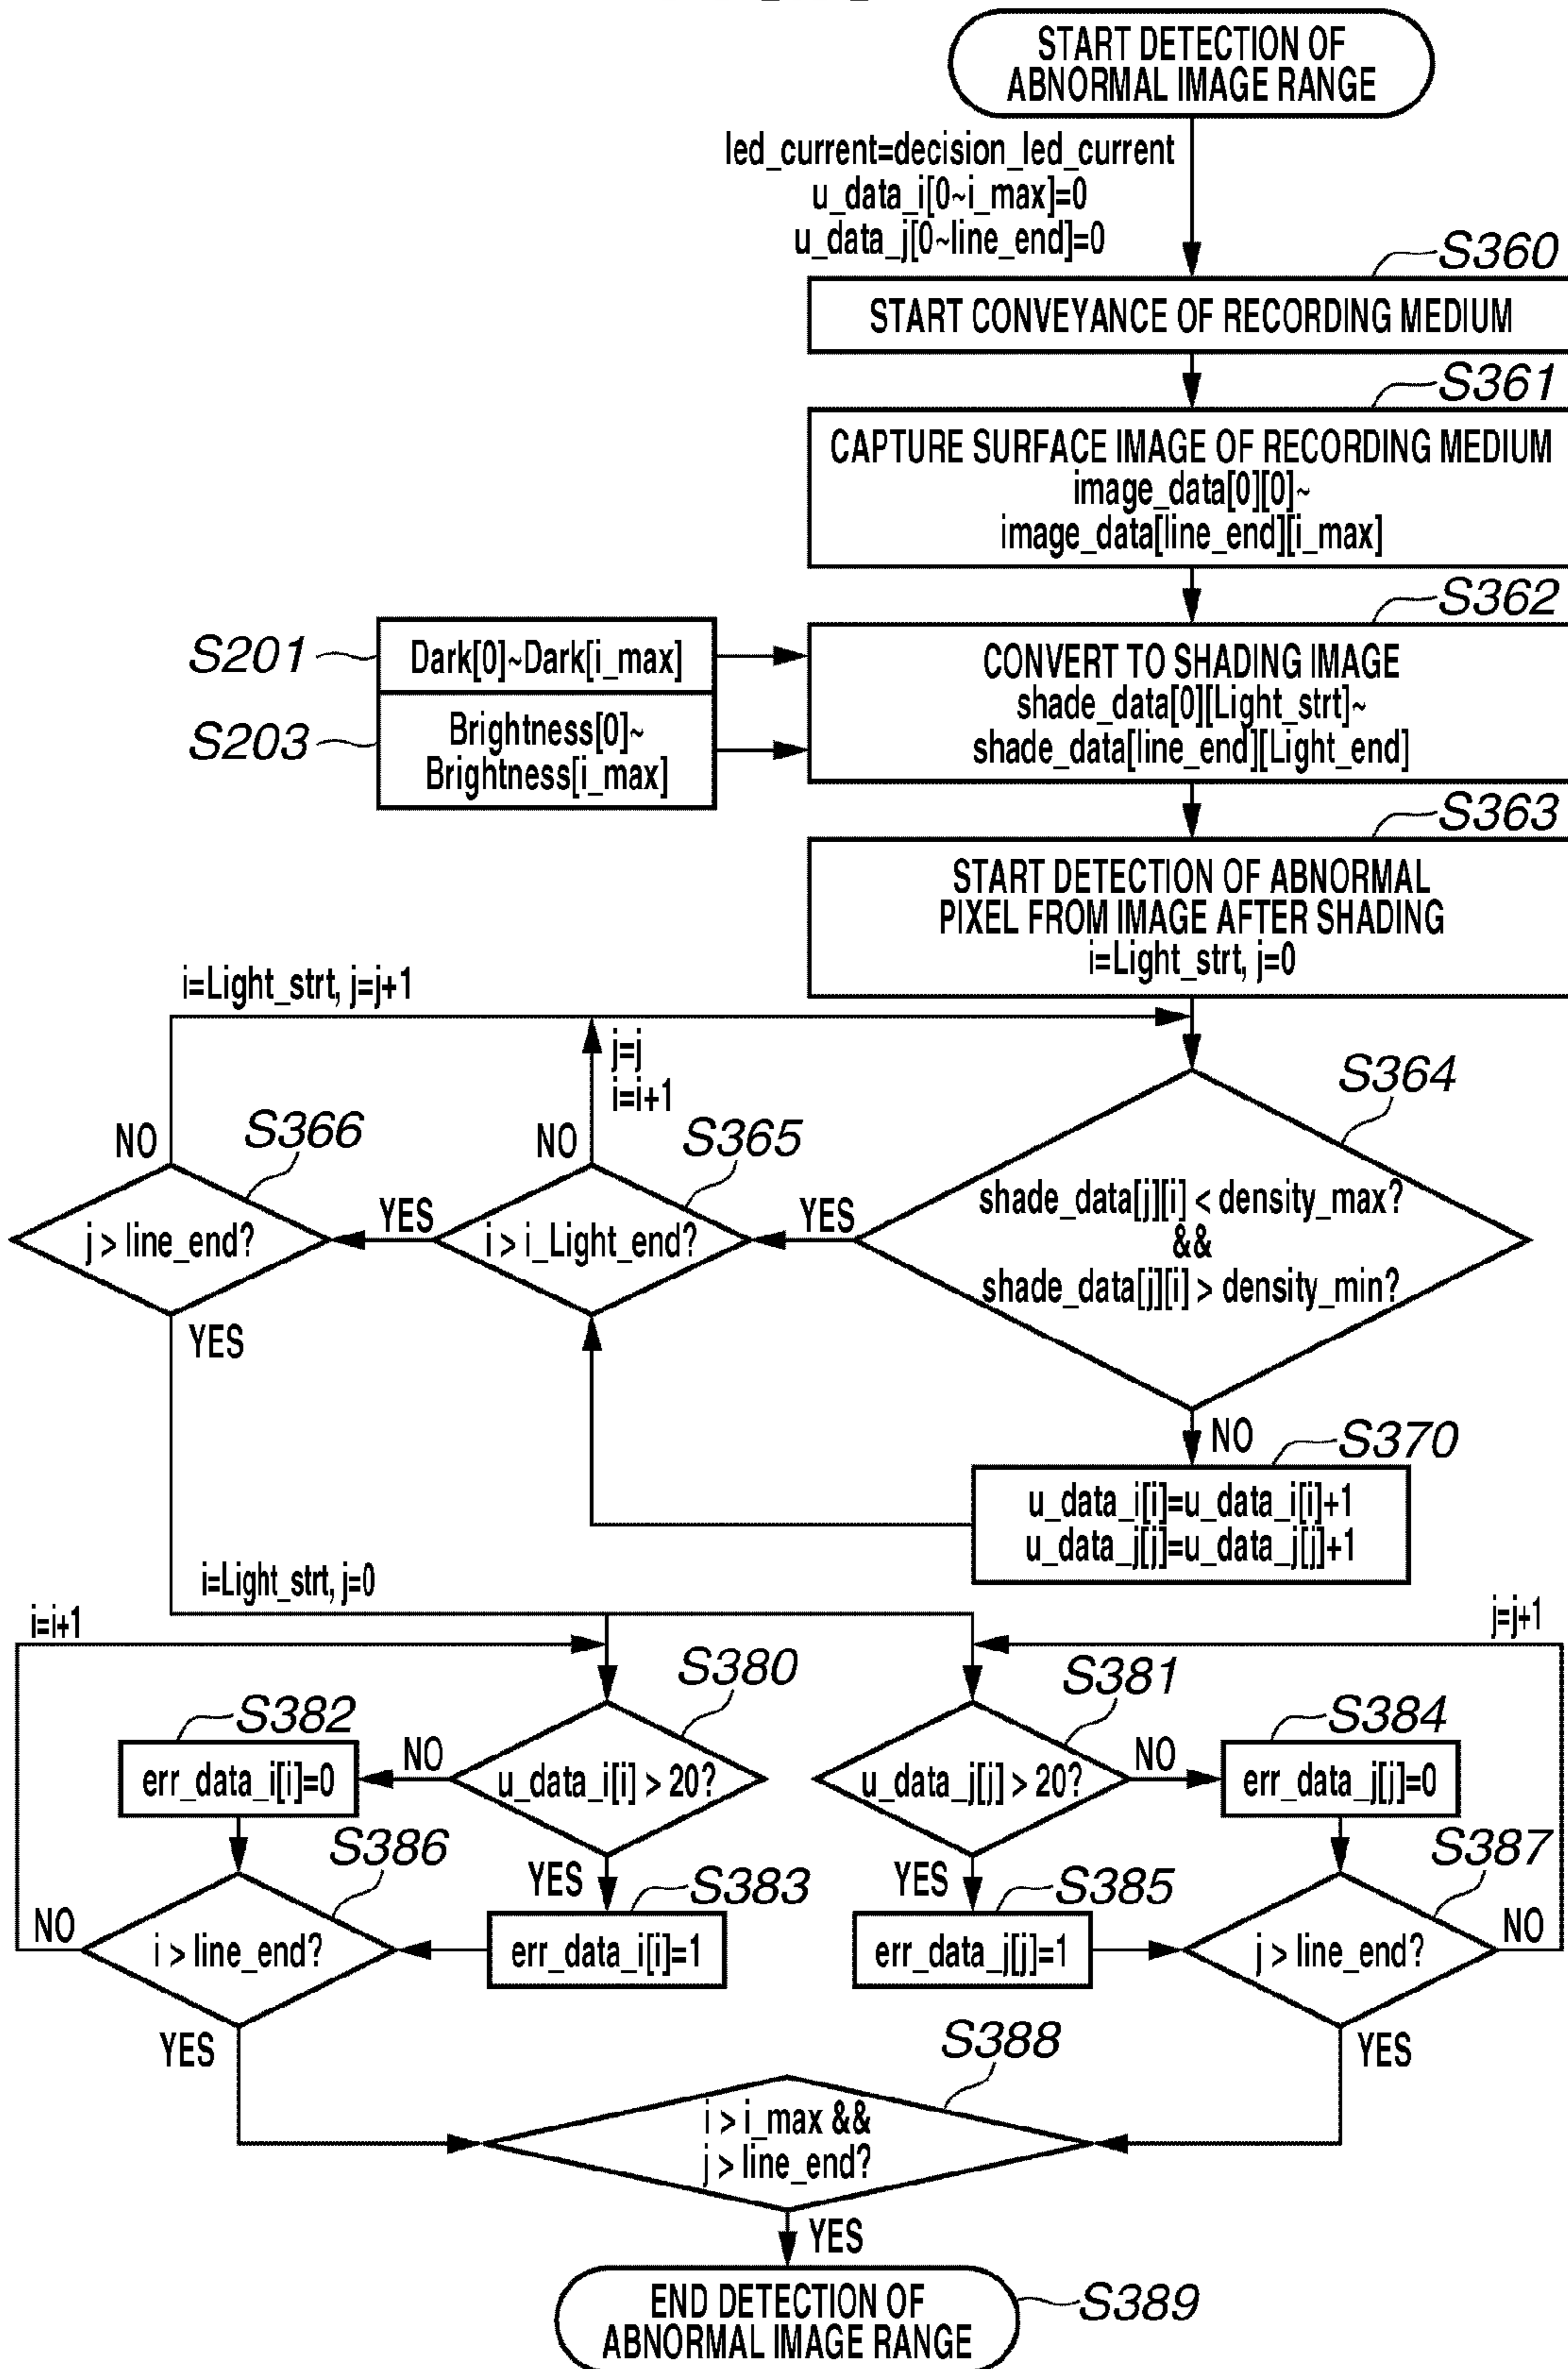 START DETECTION OF
ABNORMAL IMAGE RANGE
led_current=decision_led_current
u_data_i[0~i_max]=0
u_data_j[0~line_end]=0
S360
START CONVEYANCE OF RECORDING MEDIUM
S361
CAPTURE SURFACE IMAGE OF RECORDING MEDIUM
image_data[0][0]~
image_data[line_end][i_max]
S362
S201
Dark[0]~Dark[i_max]
CONVERT TO SHADING IMAGE
shade_data[0][Light_strt]~
shade_data[line_end][Light_end]
S203
Brightness[0]~
Brightness[i_max]
S363
START DETECTION OF ABNORMAL
PIXEL FROM IMAGE AFTER SHADING
i=Light_strt, j=0
i=Light_strt, j=j+1
j=j
i=i+1
S364
NO
S366
NO
S365
shade_data[j][i] < density_max?
&&
shade_data[j][i] > density_min?
YES
i > i_Light_end?
YES
j > line_end?
YES
NO
S370
u_data_i[i]=u_data_i[i]+1
u_data_j[j]=u_data_j[j]+1
i=Light_strt, j=0
i=i+1
j=j+1
S380
S381
S382
S384
err_data_i[i]=0
NO
u_data_i[i] > 20?
u_data_j[j] > 20?
NO
err_data_j[j]=0
S386
YES
S383
YES
S385
S387
NO
i > line_end?
err_data_i[i]=1
err_data_j[j]=1
j > line_end?
NO
YES
S388
YES
i > i_max &&
j > line_end?
YES
END DETECTION OF
ABNORMAL IMAGE RANGE
S389